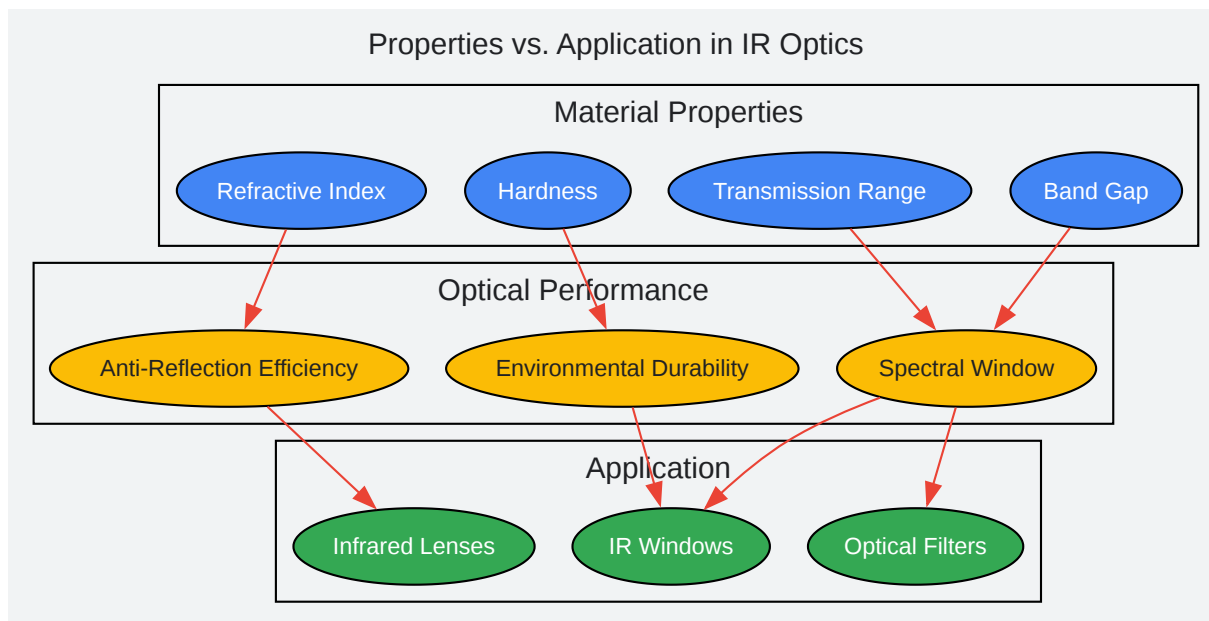 Properties vs. Application in IR Optics
Material Properties
Refractive Index
Hardness
Transmission Range
Band Gap
Optical Performance
Anti-Reflection Efficiency
Environmental Durability
Spectral Window
Application
Infrared Lenses
IR Windows
Optical Filters